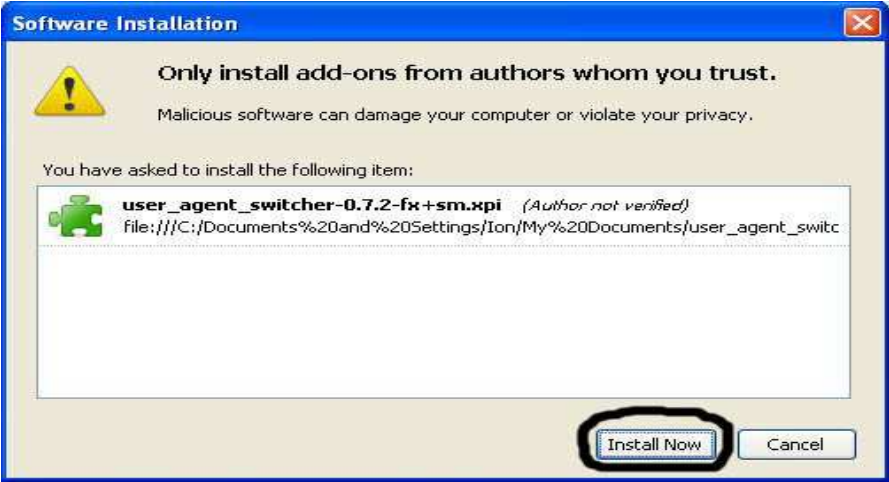 Software Installation
Only install add-ons from authors whom you trust.
Malicious software can damage your computer or violate your privacy.
You have asked to install the following item:
user_agent_switcher-0.7.2-fx+sm.xpi (Author not verified)
file:///C:/Documents%20and%20Settings/Ion/My%20Documents/user_agent_switc
Install Now Cancel